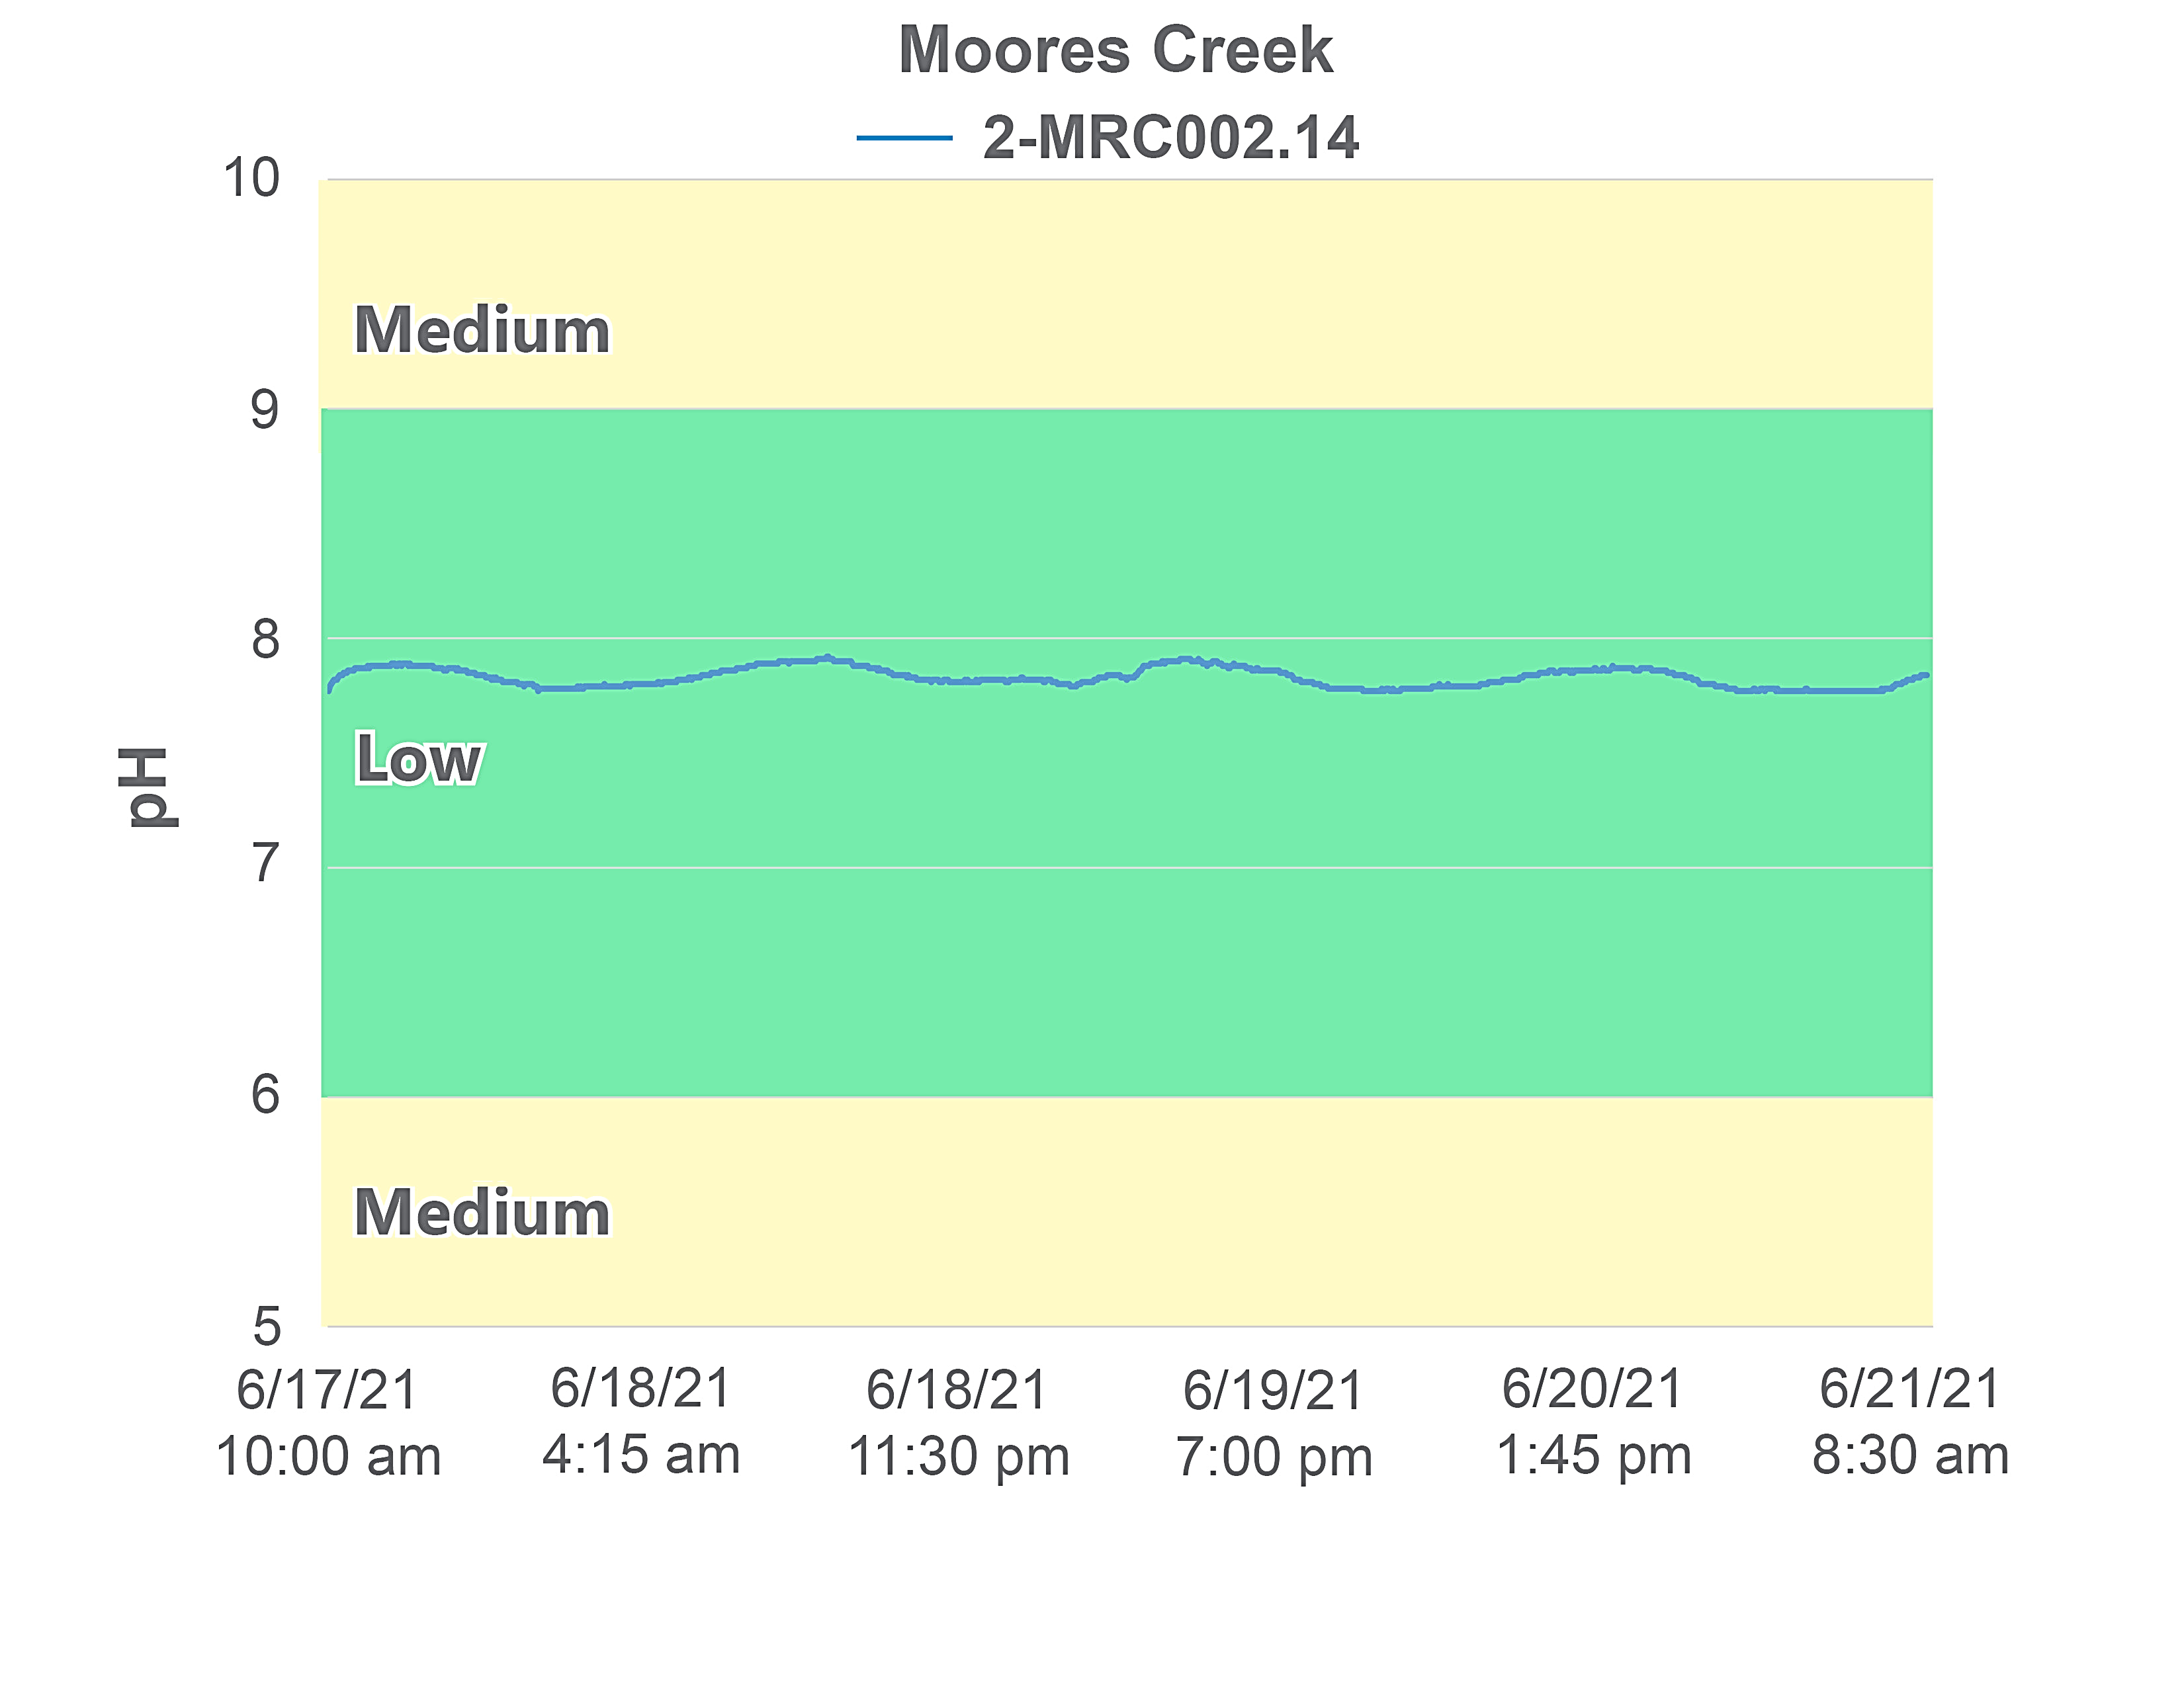 Moores Creek
2-MRC002.14
10
Medium
9
8
Low
pH
7
6
Medium
5
6/17/21 6/18/21 6/18/21 6/19/21 6/20/21 6/21/21
10:00 am 4:15 am 11:30 pm 7:00 pm 1:45 pm 8:30 am